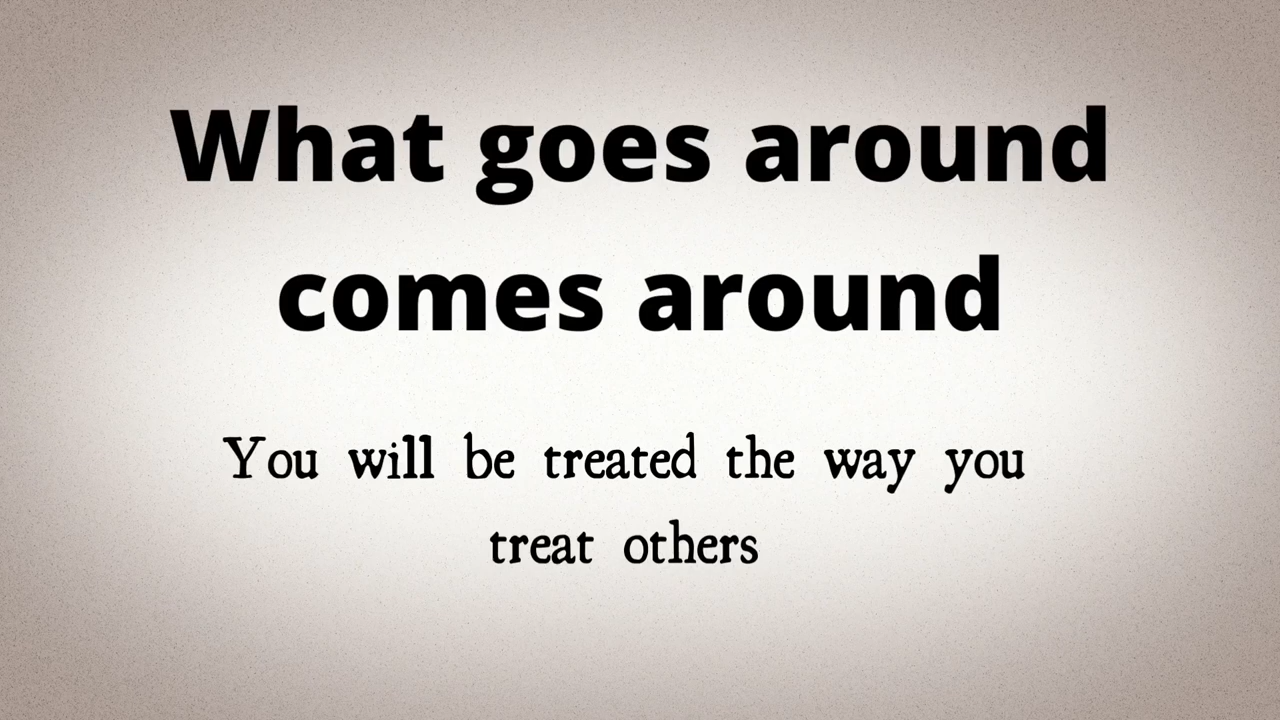 What goes around
comes around
You will be treated the way you
treat others